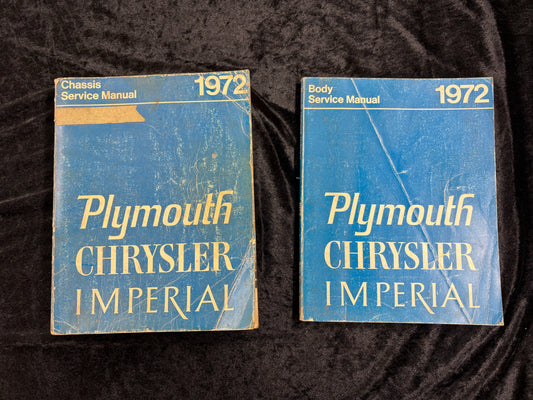 Chassis
Service Manual
1972
Plymouth
CHRYSLER
IMPERIAL
Body
Service Manual
1972
Plymouth
CHRYSLER
IMPERIAL